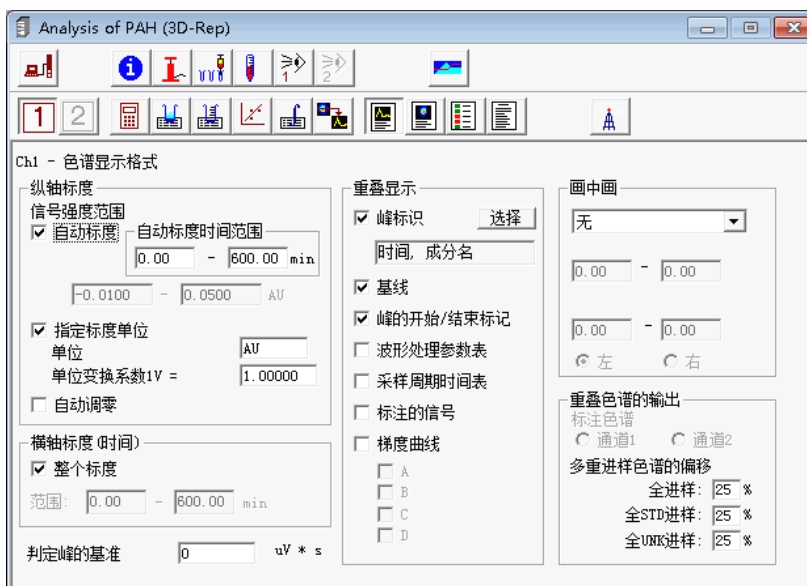 Analysis of PAH (3D-Rep)
1
2
1
2
Ch1 - 色谱显示格式
纵轴标度
信号强度范围
自动标度
自动标度时间范围
0.00 - 600.00 min
-0.0100 - 0.0500 AU
指定标度单位
单位 AU
单位变换系数1V = 1.00000
自动调零
横轴标度(时间)
整个标度
范围: 0.00 - 600.00 min
判定峰的基准 0 uV * s
重叠显示
峰标识 选择
时间, 成分名
基线
峰的开始/结束标记
波形处理参数表
采样周期时间表
标注的信号
梯度曲线
A
B
C
D
画中画
无
0.00 - 0.00
0.00 - 0.00
左 右
重叠色谱的输出
标注色谱
通道1 通道2
多重进样色谱的偏移
全进样: 25 %
全STD进样: 25 %
全UNK进样: 25 %